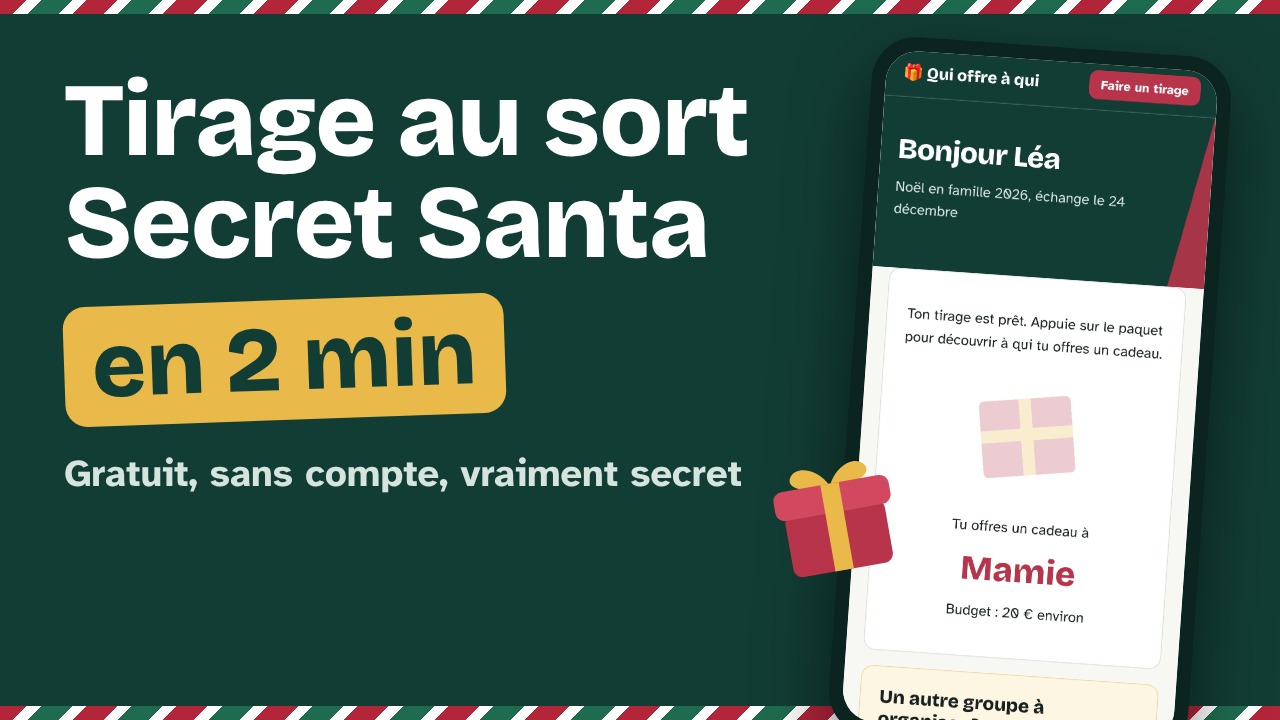 Tirage au sort
Secret Santa
en 2 min
Gratuit, sans compte, vraiment secret
Qui offre à qui
Faire un tirage
Bonjour Léa
Noël en famille 2026, échange le 24
décembre
Ton tirage est prêt. Appuie sur le paquet
pour découvrir à qui tu offres un cadeau.
Tu offres un cadeau à
Mamie
Budget : 20 € environ
Un autre groupe à